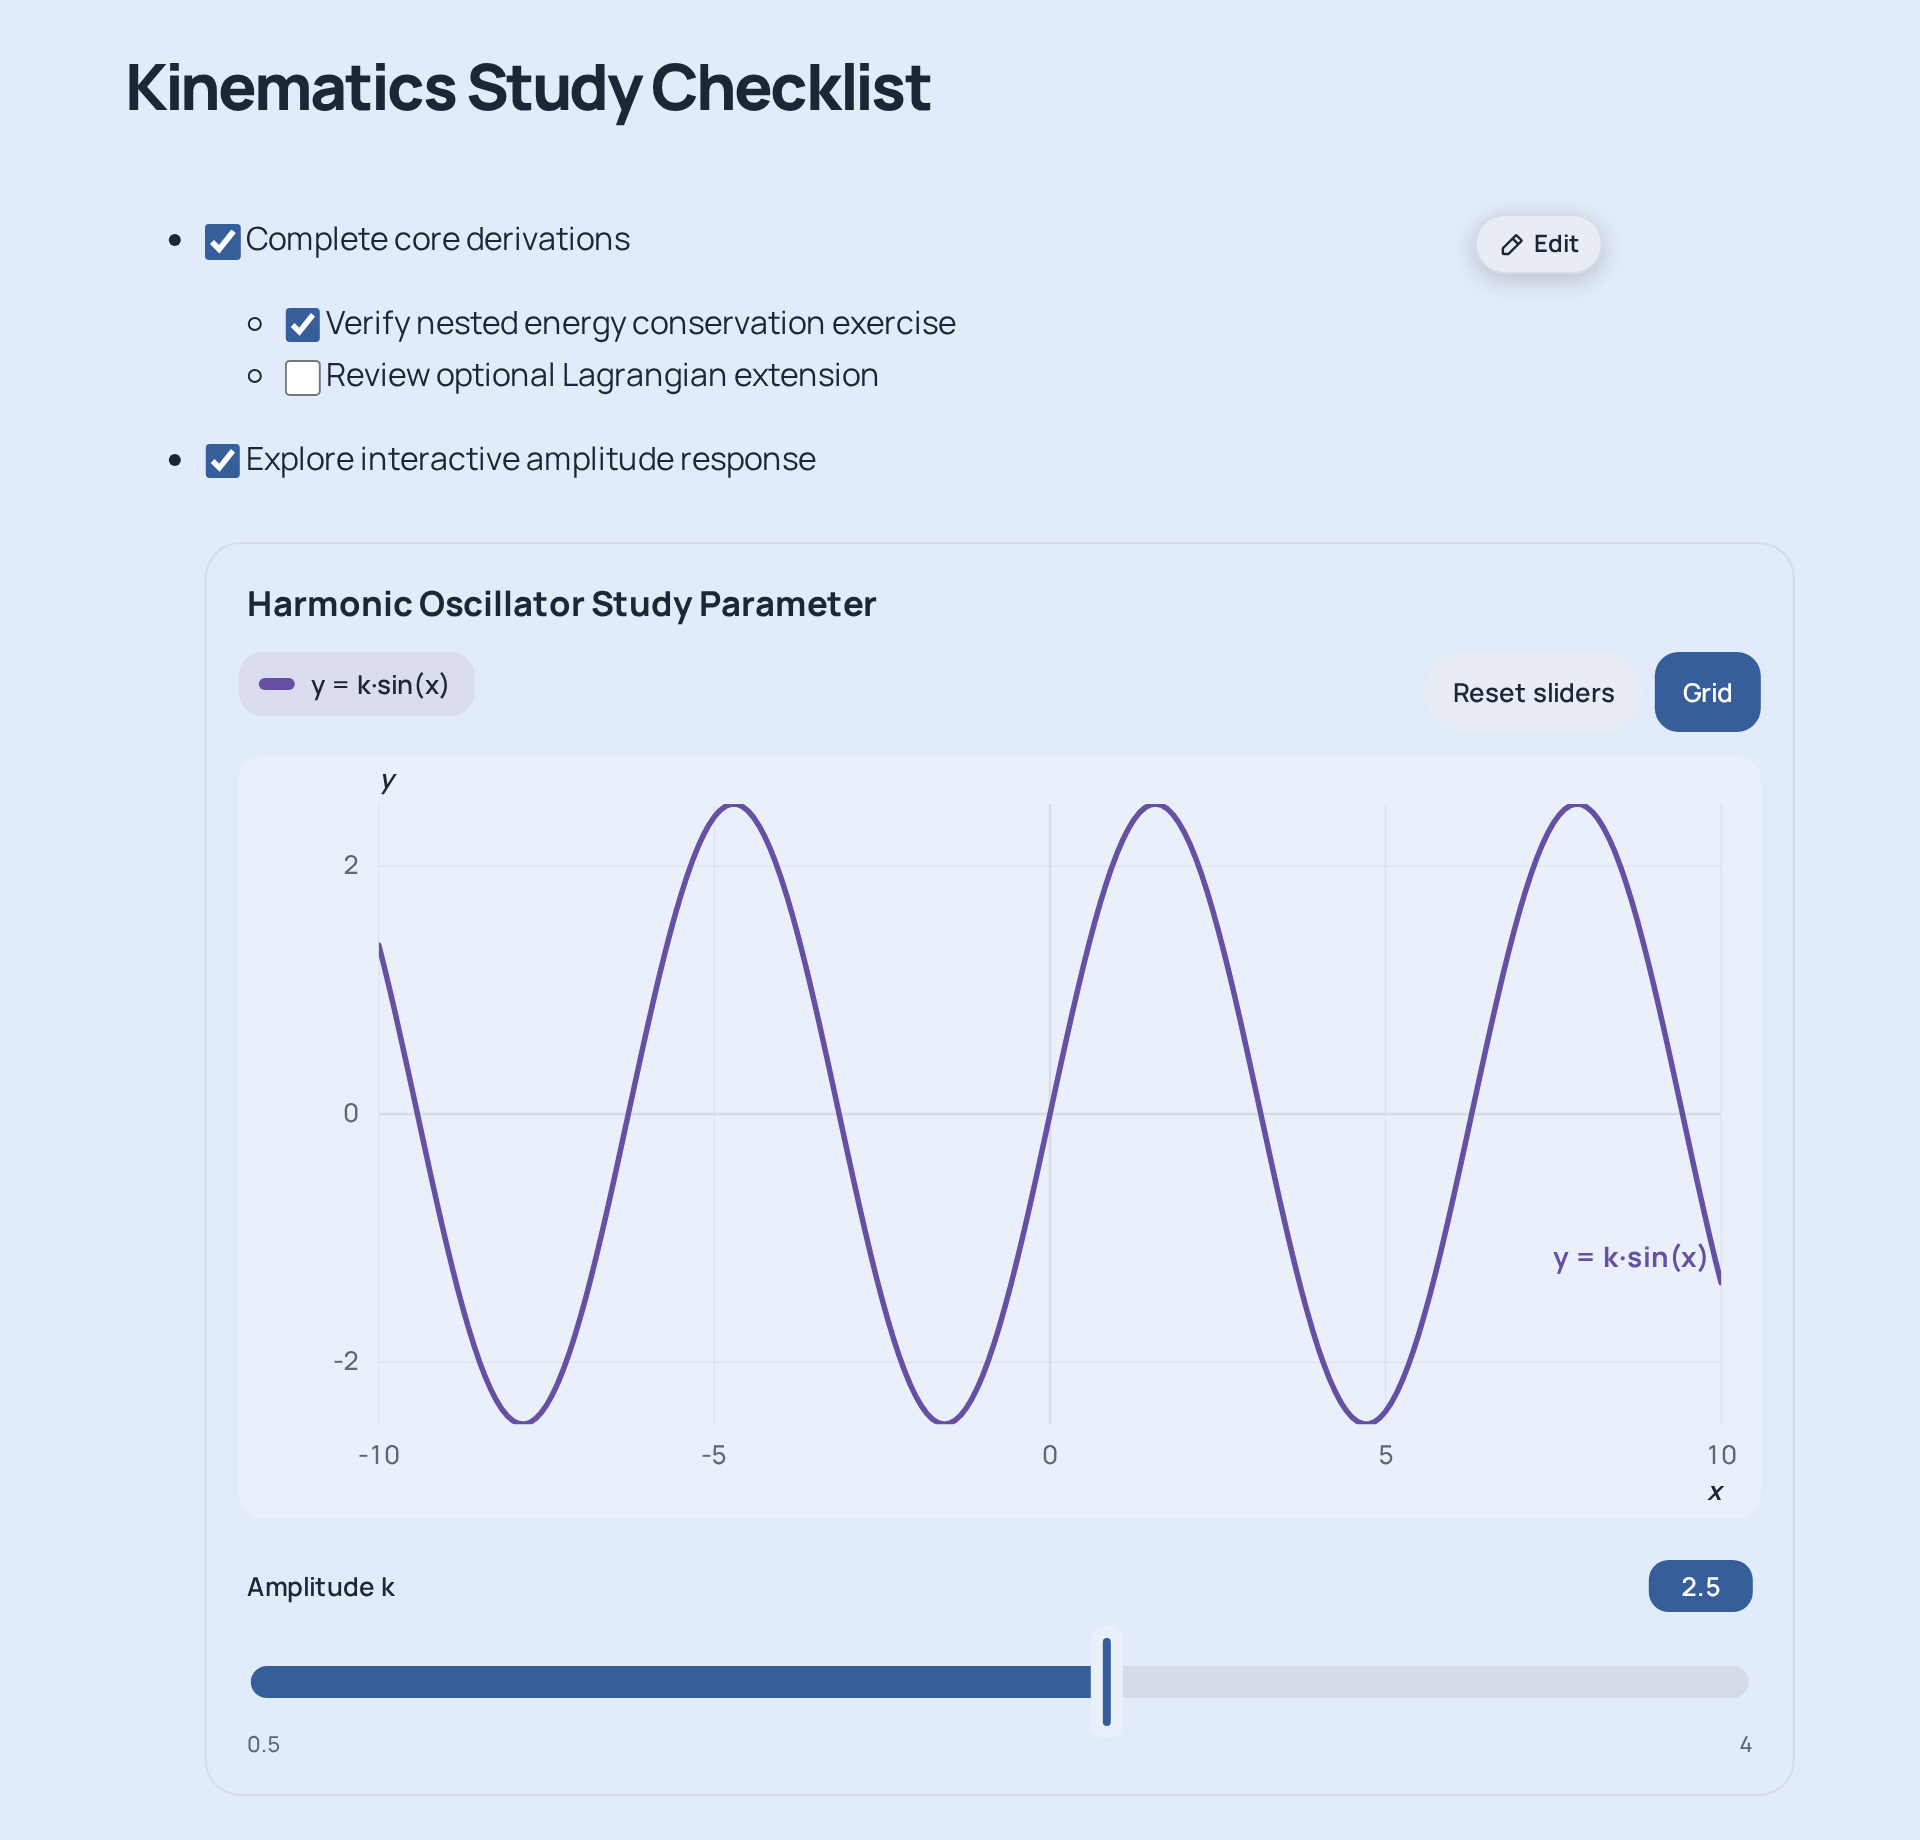 Kinematics Study Checklist
Complete core derivations
Edit
Verify nested energy conservation exercise
Review optional Lagrangian extension
Explore interactive amplitude response
Harmonic Oscillator Study Parameter
y = k·sin(x)
Reset sliders
Grid
y
2
0
-2
y = k·sin(x)
-10
-5
0
5
10
x
Amplitude k
2.5
0.5
4